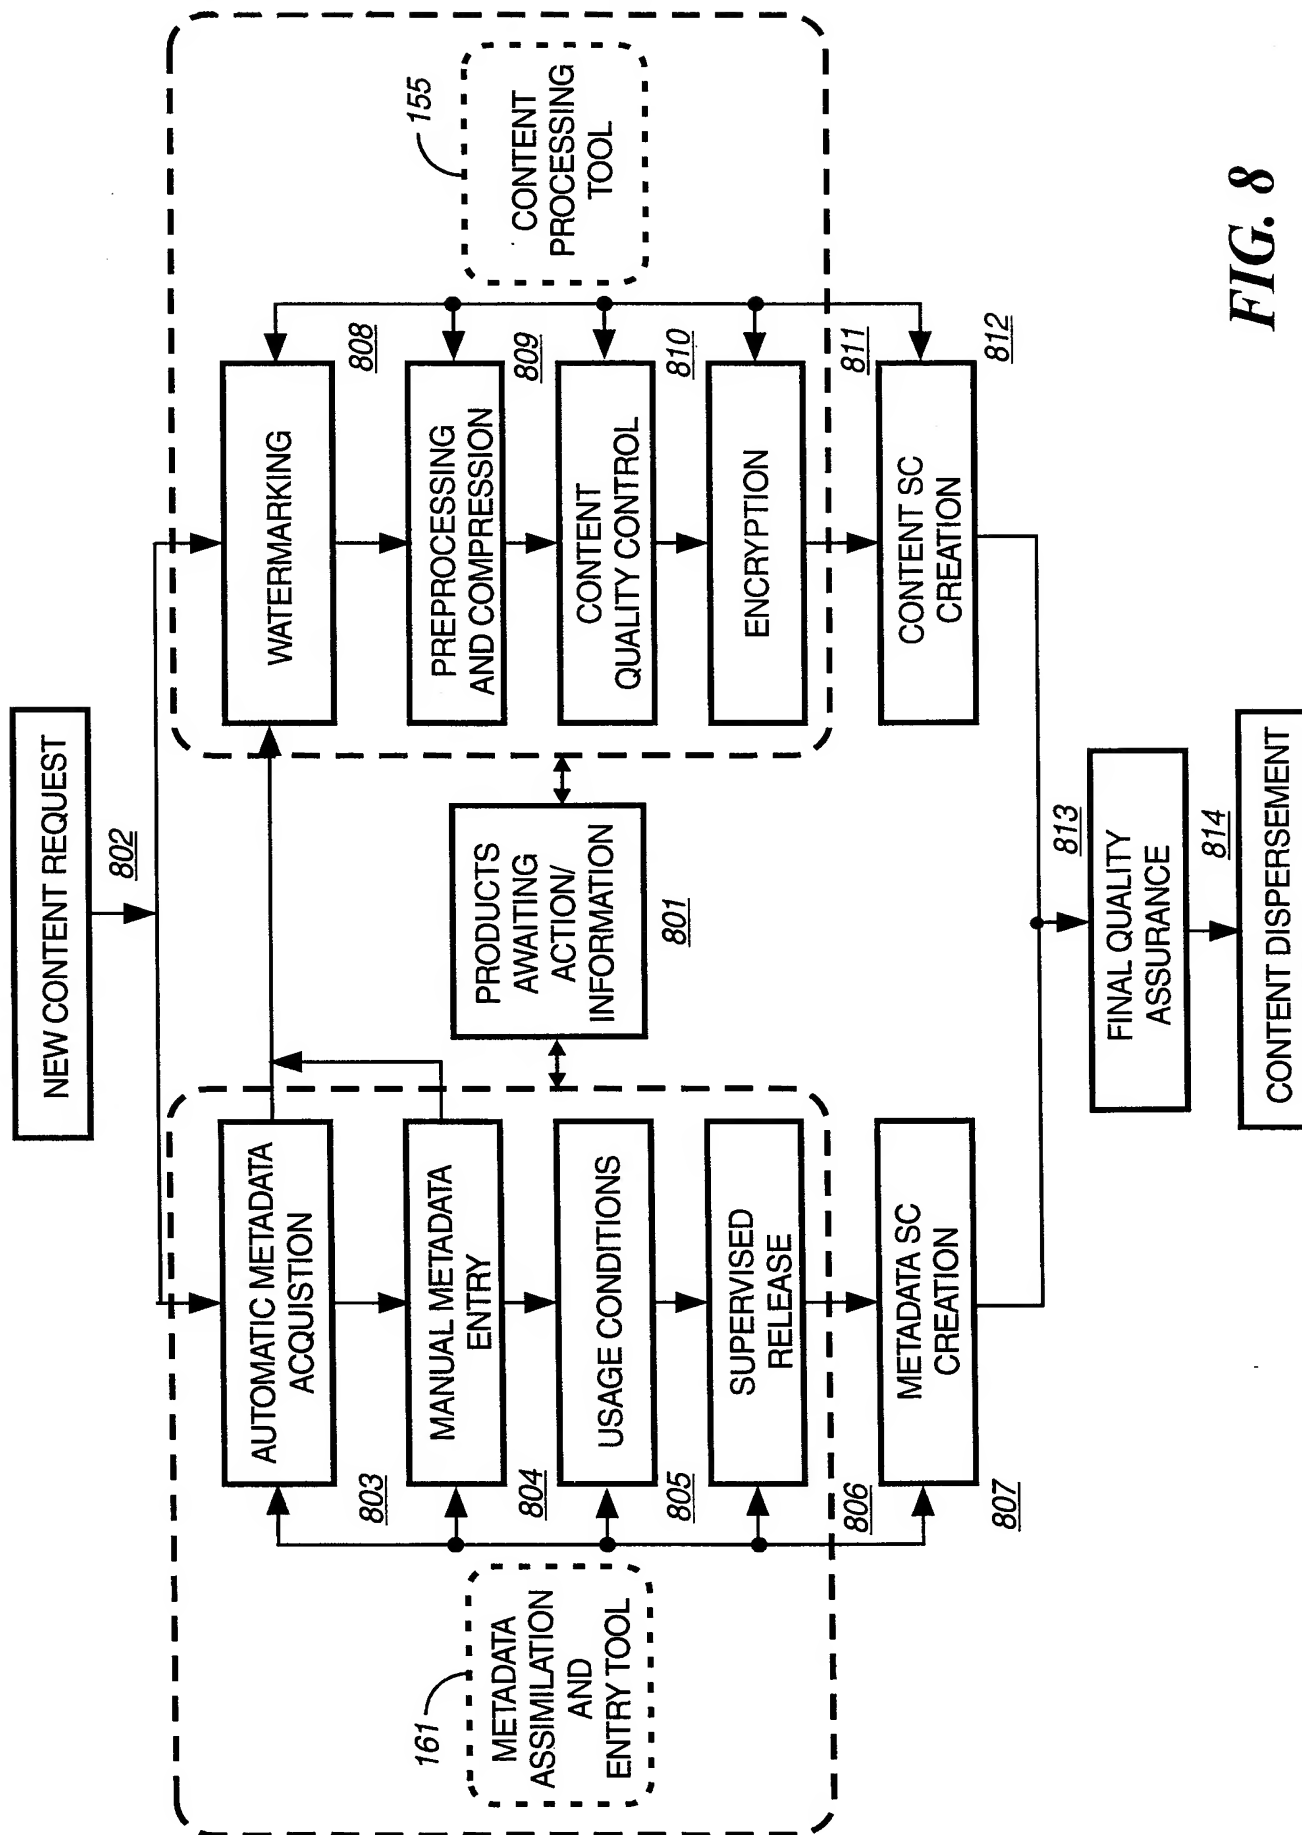 NEW CONTENT REQUEST
802
AUTOMATIC METADATA
ACQUISTION
803
MANUAL METADATA
ENTRY
804
USAGE CONDITIONS
805
SUPERVISED
RELEASE
806
METADATA SC
CREATION
807
161
METADATA
ASSIMILATION
AND
ENTRY TOOL
PRODUCTS
AWAITING
ACTION/
INFORMATION
801
WATERMARKING
808
PREPROCESSING
AND COMPRESSION
809
CONTENT
QUALITY CONTROL
810
ENCRYPTION
811
CONTENT SC
CREATION
812
155
CONTENT
PROCESSING
TOOL
813
FINAL QUALITY
ASSURANCE
814
CONTENT DISPERSEMENT
FIG. 8